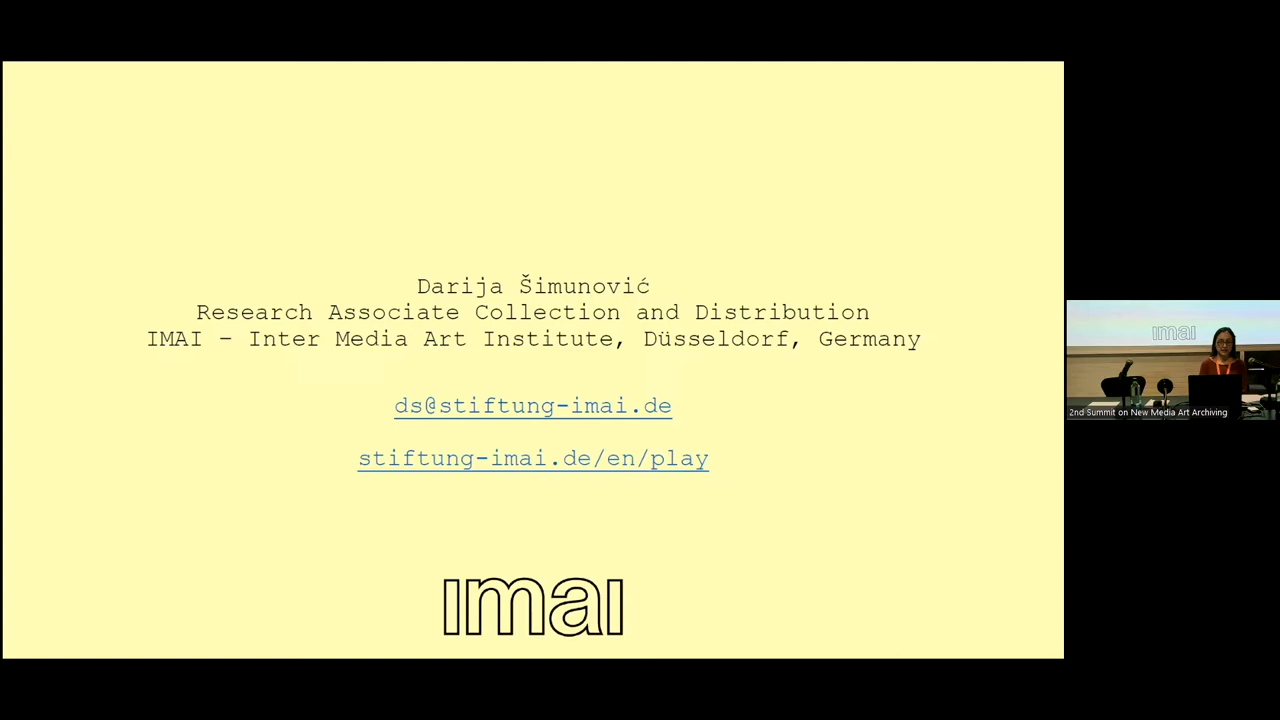 Darija Šimunović
Research Associate Collection and Distribution
IMAI – Inter Media Art Institute, Düsseldorf, Germany
ds@stiftung-imai.de
stiftung-imai.de/en/play
imai
imai
2nd Summit on New Media Art Archiving